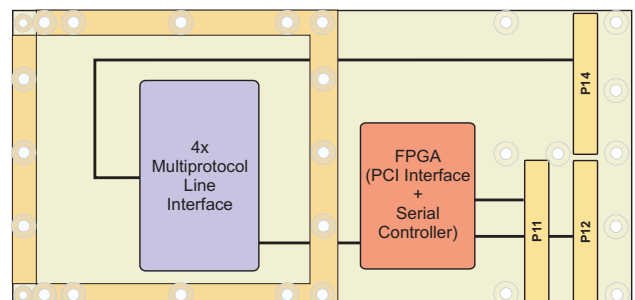 4x
Multiprotocol
Line
Interface
FPGA
(PCI Interface
+
Serial
Controller)
P14
P11
P12